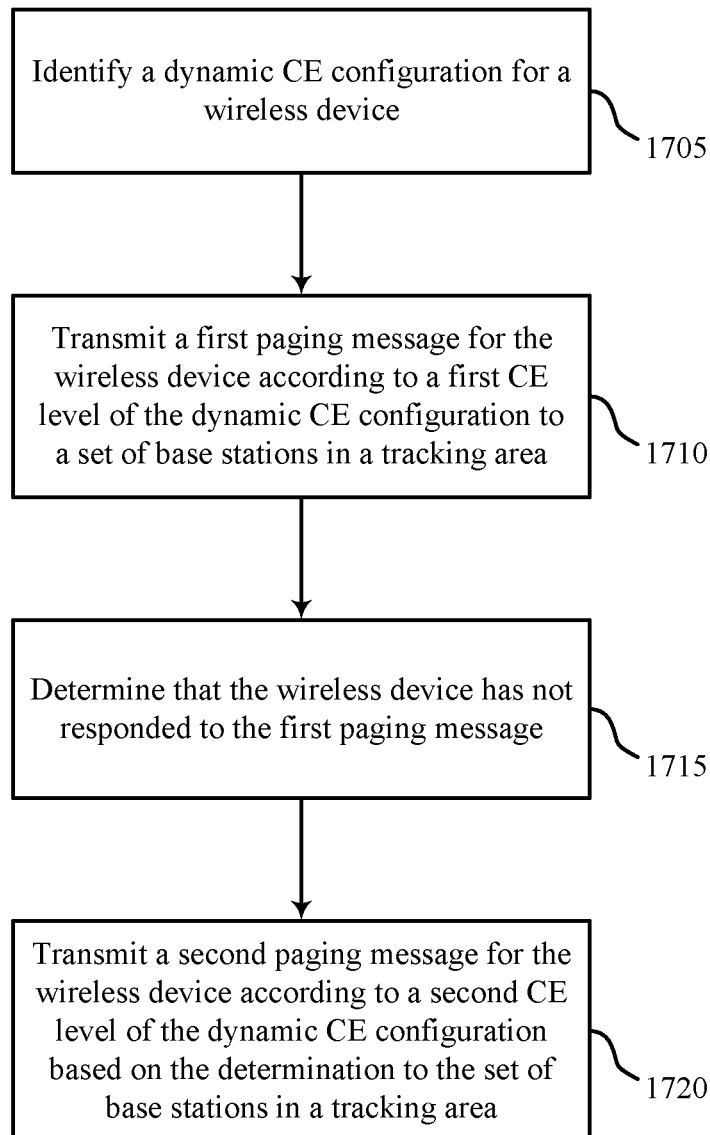 Identify a dynamic CE configuration for a
wireless device
1705
Transmit a first paging message for the
wireless device according to a first CE
level of the dynamic CE configuration to
a set of base stations in a tracking area
1710
Determine that the wireless device has not
responded to the first paging message
1715
Transmit a second paging message for the
wireless device according to a second CE
level of the dynamic CE configuration
based on the determination to the set of
base stations in a tracking area
1720